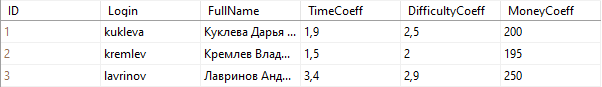 ID Login FullName TimeCoeff DifficultyCoeff MoneyCoeff
1 kukleva Куклева Дарья ... 1,9 2,5 200
2 kremlev Кремлев Влад... 1,5 2 195
3 lavrinov Лавринов Анд... 3,4 2,9 250